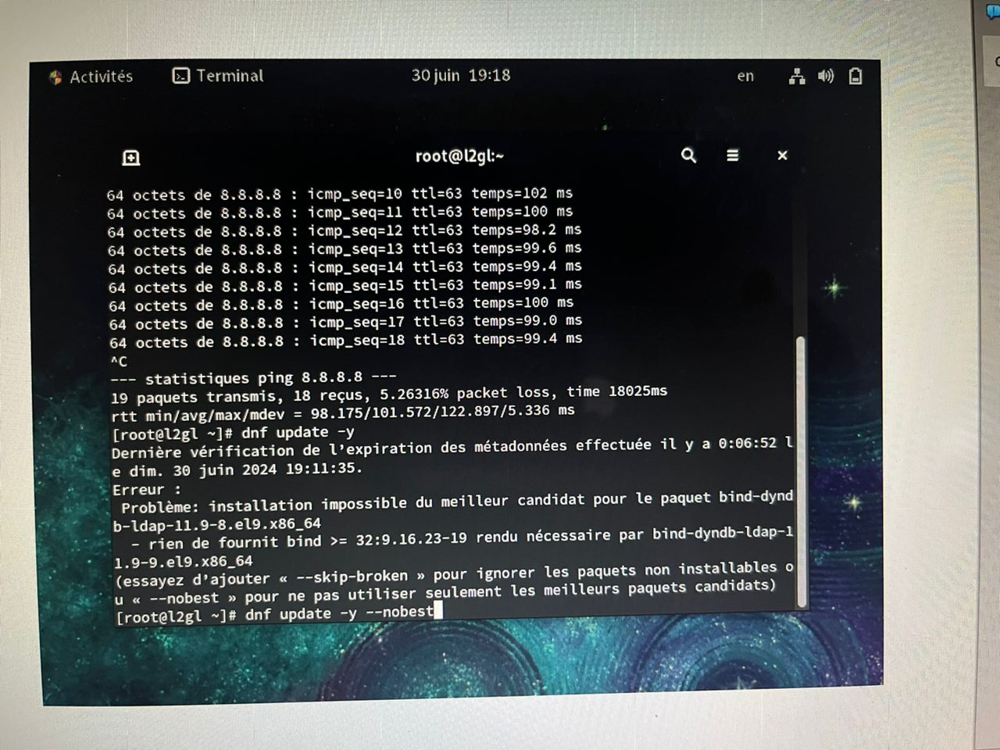 Activités Terminal 30 juin 19:18 en
root@l2gl:~
64 octets de 8.8.8.8 : icmp_seq=10 ttl=63 temps=102 ms
64 octets de 8.8.8.8 : icmp_seq=11 ttl=63 temps=100 ms
64 octets de 8.8.8.8 : icmp_seq=12 ttl=63 temps=98.2 ms
64 octets de 8.8.8.8 : icmp_seq=13 ttl=63 temps=99.6 ms
64 octets de 8.8.8.8 : icmp_seq=14 ttl=63 temps=99.4 ms
64 octets de 8.8.8.8 : icmp_seq=15 ttl=63 temps=99.1 ms
64 octets de 8.8.8.8 : icmp_seq=16 ttl=63 temps=100 ms
64 octets de 8.8.8.8 : icmp_seq=17 ttl=63 temps=99.0 ms
64 octets de 8.8.8.8 : icmp_seq=18 ttl=63 temps=99.4 ms
^C
--- statistiques ping 8.8.8.8 ---
19 paquets transmis, 18 reçus, 5.26316% packet loss, time 18025ms
rtt min/avg/max/mdev = 98.175/101.572/122.897/5.336 ms
[root@l2gl ~]# dnf update -y
Dernière vérification de l’expiration des métadonnées effectuée il y a 0:06:52 l
e dim. 30 juin 2024 19:11:35.
Erreur :
 Problème: installation impossible du meilleur candidat pour le paquet bind-dynd
b-ldap-11.9-8.el9.x86_64
  - rien de fournit bind >= 32:9.16.23-19 rendu nécessaire par bind-dyndb-ldap-1
1.9-9.el9.x86_64
(essayez d’ajouter « --skip-broken » pour ignorer les paquets non installables o
u « --nobest » pour ne pas utiliser seulement les meilleurs paquets candidats)
[root@l2gl ~]# dnf update -y --nobest